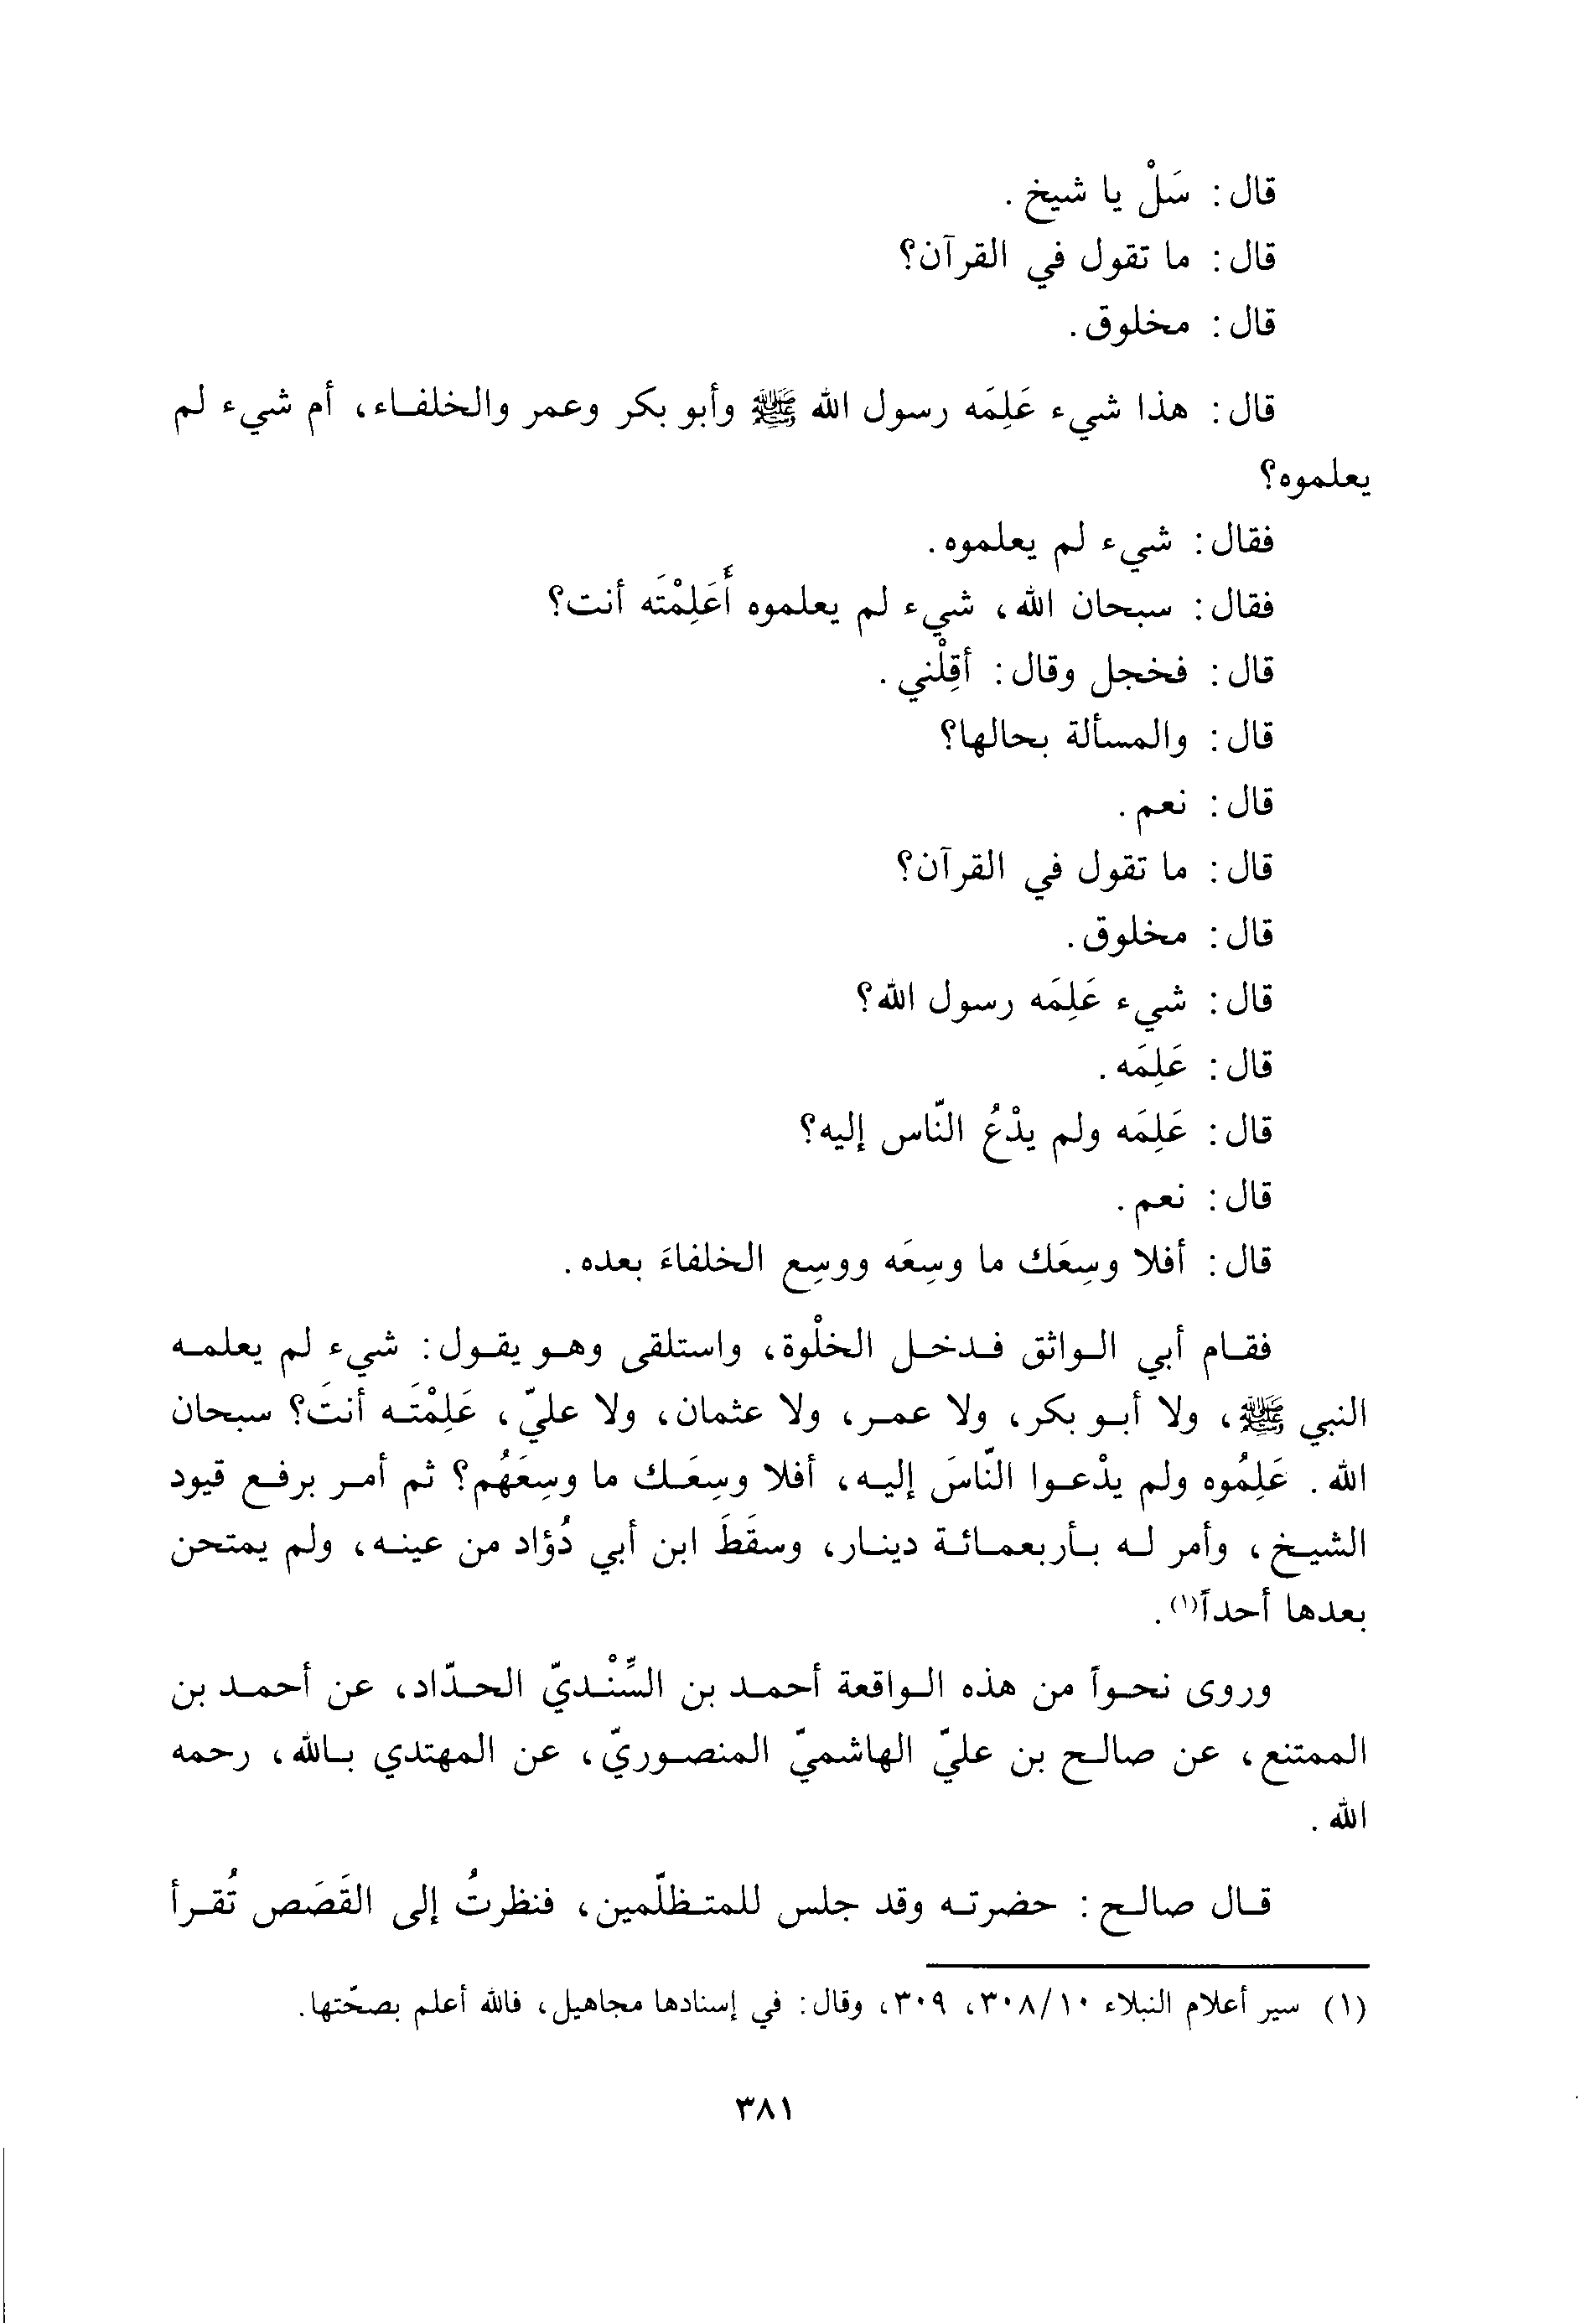 قال: سَلْ يا شيخ.
قال: ما تقول في القرآن؟
قال: مخلوق.
قال: هذا شيء عَلِمَه رسول الله ﷺ وأبو بكر وعمر والخلفاء، أم شيء لم
يعلموه؟
فقال: شيء لم يعلموه.
فقال: سبحان الله، شيء لم يعلموه أَعَلِمْتَه أنت؟
قال: فخجل وقال: أقِلْني.
قال: والمسألة بحالها؟
قال: نعم.
قال: ما تقول في القرآن؟
قال: مخلوق.
قال: شيء عَلِمَه رسول الله؟
قال: عَلِمَه.
قال: عَلِمَه ولم يدْعُ النّاس إليه؟
قال: نعم.
قال: أفلا وسِعَك ما وسِعَه ووسِع الخلفاءَ بعده.
فقام أبي الواثق فدخل الخلْوة، واستلقى وهو يقول: شيء لم يعلمه
النبي ﷺ، ولا أبو بكر، ولا عمر، ولا عثمان، ولا عليّ، عَلِمْتَه أنتَ؟ سبحان
الله. عَلِمُوه ولم يدْعوا النّاسَ إليه، أفلا وسِعَك ما وسِعَهُم؟ ثم أمر برفع قيود
الشيخ، وأمر له بأربعمائة دينار، وسقَطَ ابن أبي دُؤاد من عينه، ولم يمتحن
بعدها أحداً(١).
وروى نحواً من هذه الواقعة أحمد بن السِّنْديّ الحدّاد، عن أحمد بن
الممتنع، عن صالح بن عليّ الهاشميّ المنصوريّ، عن المهتدي بالله، رحمه
الله.
قال صالح: حضرته وقد جلس للمتظلّمين، فنظرتُ إلى القَصَص تُقرأ
(١) سير أعلام النبلاء ٣٠٨/١٠، ٣٠٩، وقال: في إسنادها مجاهيل، فالله أعلم بصحّتها.
٣٨١